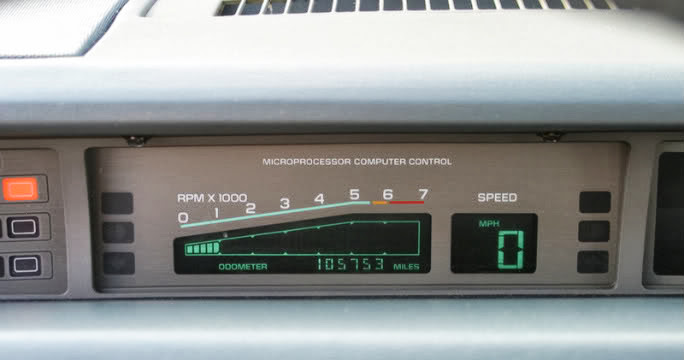 MICROPROCESSOR COMPUTER CONTROL
RPM X 1000
0 1 2 3 4 5 6 7
ODOMETER 105753 MILES
SPEED
MPH
0